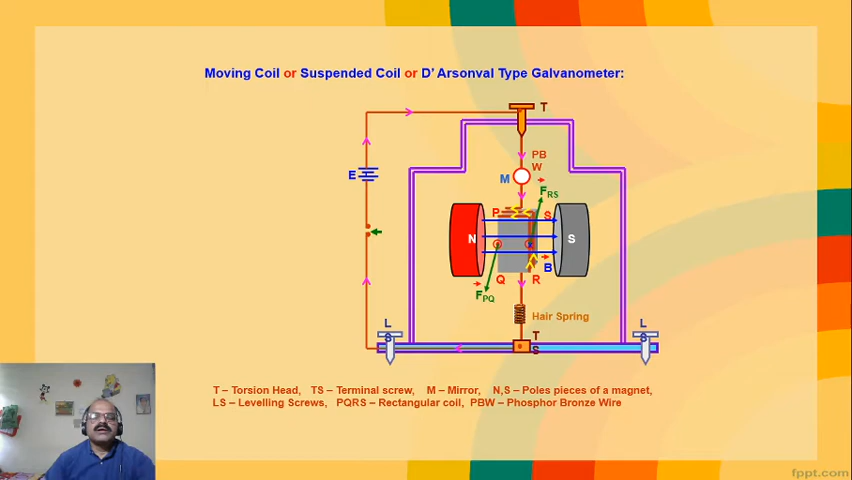 Moving Coil or Suspended Coil or D’ Arsonval Type Galvanometer:
T
PB
W
E
M
FRS
P
S
N
S
B
Q
R
FPQ
Hair Spring
L
S
T
S
L
S
T – Torsion Head, TS – Terminal screw, M – Mirror, N,S – Poles pieces of a magnet,
LS – Levelling Screws, PQRS – Rectangular coil, PBW – Phosphor Bronze Wire
fppt.com